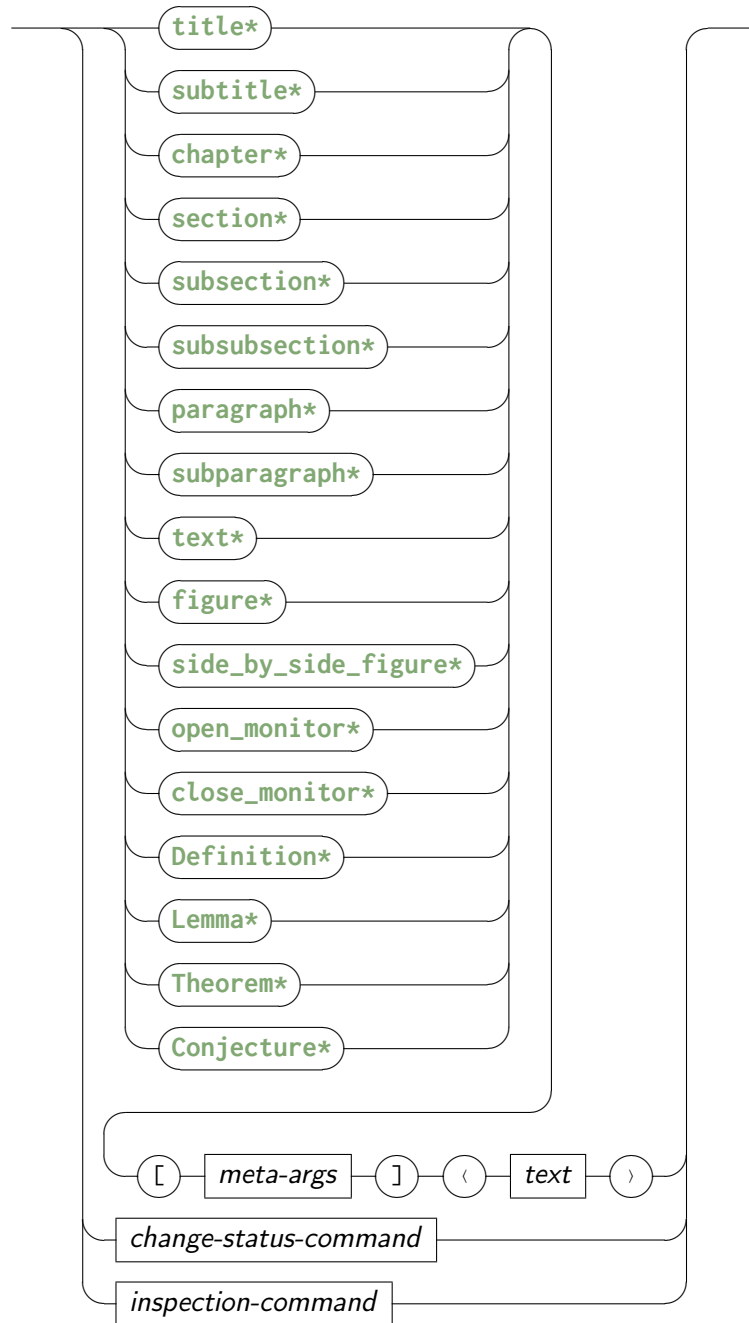 title*
subtitle*
chapter*
section*
subsection*
subsubsection*
paragraph*
subparagraph*
text*
figure*
side_by_side_figure*
open_monitor*
close_monitor*
Definition*
Lemma*
Theorem*
Conjecture*
[ meta-args ] ‹ text ›
change-status-command
inspection-command